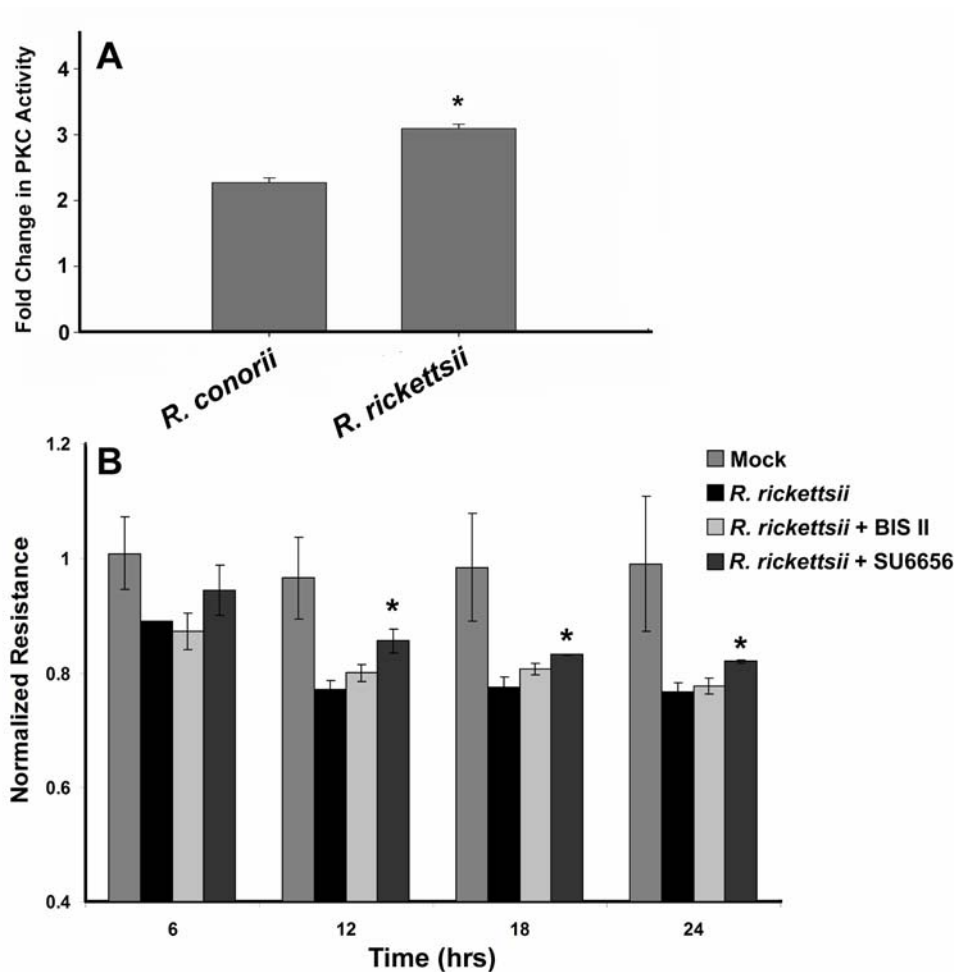 A
Fold Change in PKC Activity
4
3
2
1
0
*
R. conorii
R. rickettsii
B
Normalized Resistance
1.2
1
0.8
0.6
0.4
Mock
R. rickettsii
R. rickettsii + BIS II
R. rickettsii + SU6656
*
*
*
6 12 18 24
Time (hrs)